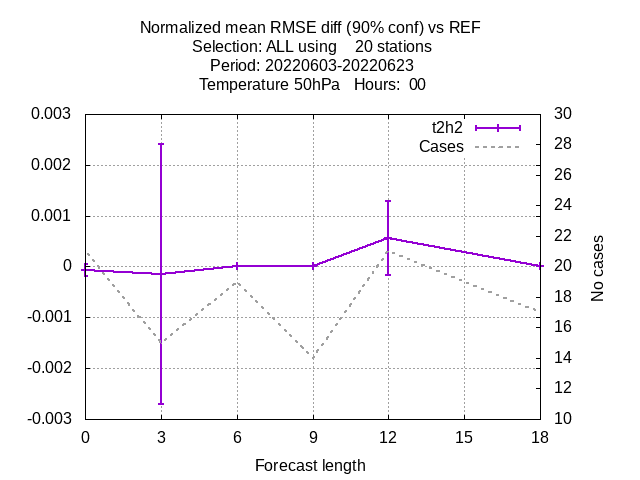 Normalized mean RMSE diff (90% conf) vs REF
Selection: ALL using    20 stations
Period: 20220603-20220623
Temperature 50hPa   Hours:  00
t2h2
Cases
0.003
0.002
0.001
0
-0.001
-0.002
-0.003
30
28
26
24
22
20
18
16
14
12
10
No cases
0 3 6 9 12 15 18
Forecast length